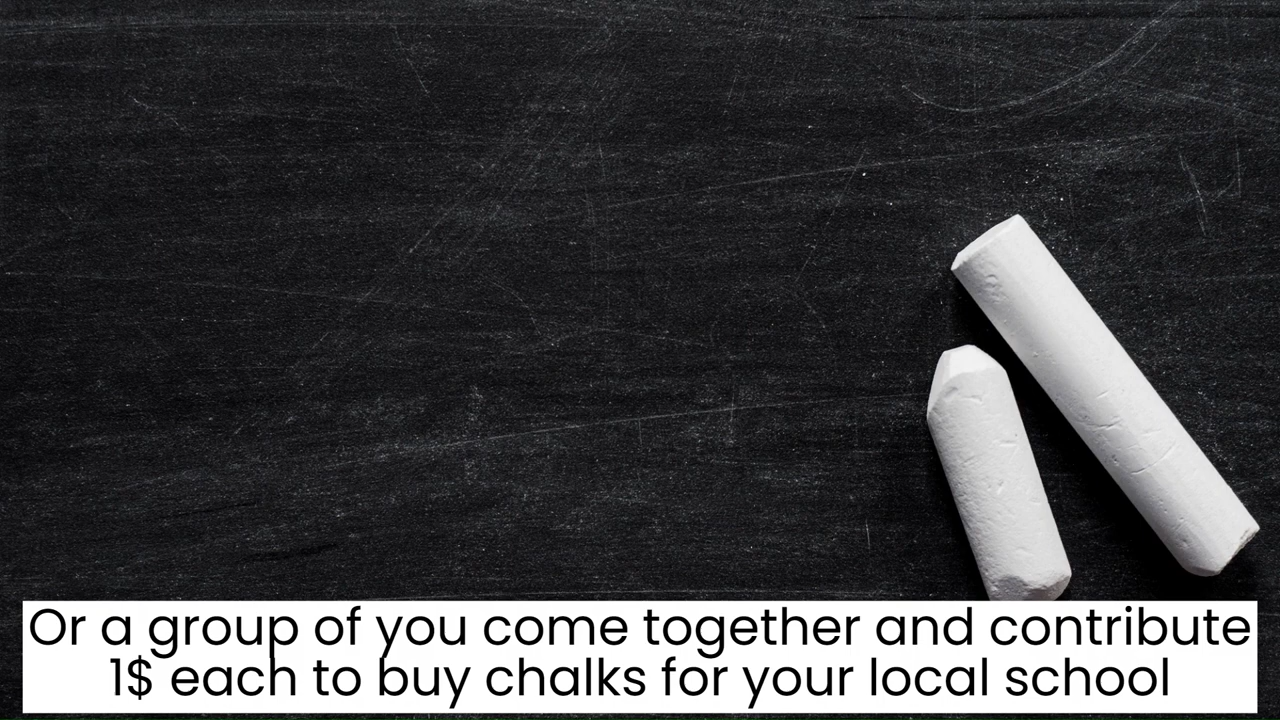 Or a group of you come together and contribute
1$ each to buy chalks for your local school